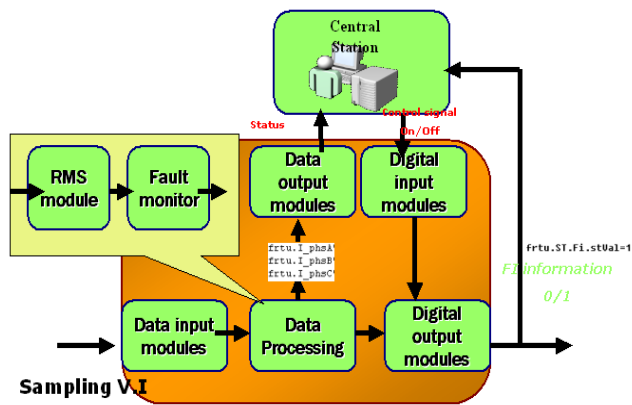 Central
Station
Control signal
On/Off
Status
RMS
module
Fault
monitor
Data
output
modules
Digital
input
modules
frtu.I_phsA'
frtu.I_phsB'
frtu.I_phsC'
frtu.ST.Fi.stVal=1
FI information
0/1
Data input
modules
Data
Processing
Digital
output
modules
Sampling V.I